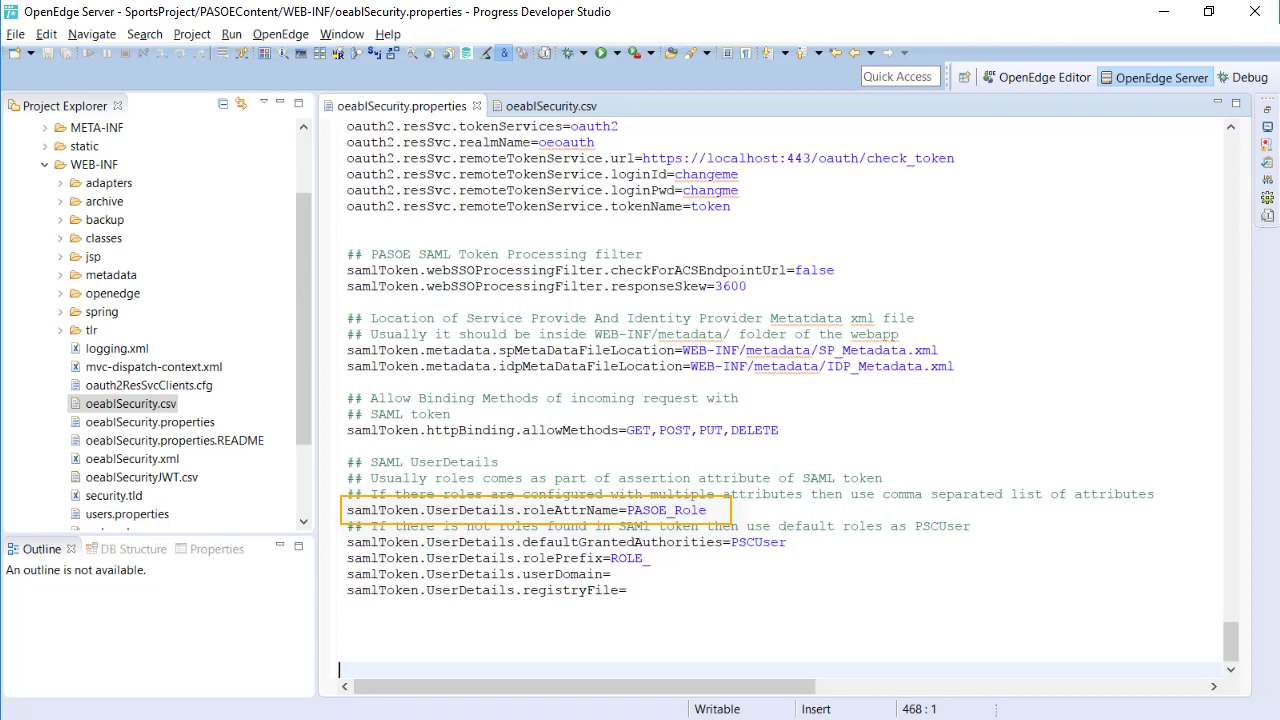 OpenEdge Server - SportsProject/PASOEContent/WEB-INF/oeablSecurity.properties - Progress Developer Studio
File Edit Navigate Search Project Run OpenEdge Window Help
Quick Access
OpenEdge Editor
OpenEdge Server
Debug
Project Explorer
META-INF
static
WEB-INF
adapters
archive
backup
classes
jsp
metadata
openedge
spring
tlr
logging.xml
mvc-dispatch-context.xml
oauth2ResSvcClients.cfg
oeablSecurity.csv
oeablSecurity.properties
oeablSecurity.properties.README
oeablSecurity.xml
oeablSecurityJWT.csv
security.tld
users.properties
Outline
DB Structure
Properties
An outline is not available.
oeablSecurity.properties
oeablSecurity.csv
oauth2.resSvc.tokenServices=oauth2
oauth2.resSvc.realmName=oeoauth
oauth2.resSvc.remoteTokenService.url=https://localhost:443/oauth/check_token
oauth2.resSvc.remoteTokenService.loginId=changeme
oauth2.resSvc.remoteTokenService.loginPwd=changme
oauth2.resSvc.remoteTokenService.tokenName=token
## PASOE SAML Token Processing filter
samlToken.webSSOProcessingFilter.checkForACSEndpointUrl=false
samlToken.webSSOProcessingFilter.responseSkew=3600
## Location of Service Provide And Identity Provider Metatdata xml file
## Usually it should be inside WEB-INF/metadata/ folder of the webapp
samlToken.metadata.spMetaDataFileLocation=WEB-INF/metadata/SP_Metadata.xml
samlToken.metadata.idpMetaDataFileLocation=WEB-INF/metadata/IDP_Metadata.xml
## Allow Binding Methods of incoming request with
## SAML token
samlToken.httpBinding.allowMethods=GET,POST,PUT,DELETE
## SAML UserDetails
## Usually roles comes as part of assertion attribute of SAML token
## If there roles are configured with multiple attributes then use comma separated list of attributes
samlToken.UserDetails.roleAttrName=PASOE_Role
## If there is not roles found in SAMl token then use default roles as PSCUser
samlToken.UserDetails.defaultGrantedAuthorities=PSCUser
samlToken.UserDetails.rolePrefix=ROLE_
samlToken.UserDetails.userDomain=
samlToken.UserDetails.registryFile=
Writable
Insert
468 : 1